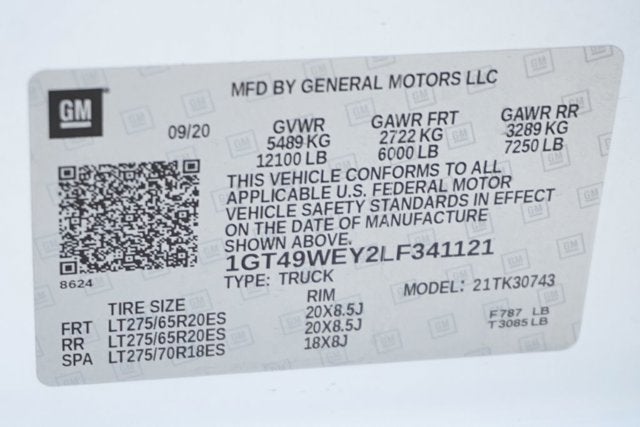 GM
MFD BY GENERAL MOTORS LLC
09/20
GVWR GAWR FRT GAWR RR
5489 KG 2722 KG 3289 KG
12100 LB 6000 LB 7250 LB
THIS VEHICLE CONFORMS TO ALL
APPLICABLE U.S. FEDERAL MOTOR
VEHICLE SAFETY STANDARDS IN EFFECT
ON THE DATE OF MANUFACTURE
SHOWN ABOVE.
8624
1GT49WEY2LF341121
TYPE: TRUCK MODEL: 21TK30743
TIRE SIZE RIM
FRT LT275/65R20ES 20X8.5J F787 LB
RR LT275/65R20ES 20X8.5J T3085 LB
SPA LT275/70R18ES 18X8J